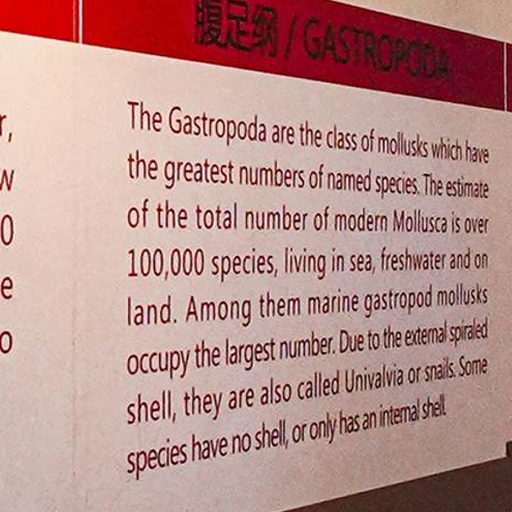 腹足纲 / GASTROPODA
The Gastropoda are the class of mollusks which have
the greatest numbers of named species. The estimate
of the total number of modern Mollusca is over
100,000 species, living in sea, freshwater and on
land. Among them marine gastropod mollusks
occupy the largest number. Due to the external spiraled
shell, they are also called Univalvia or snails. Some
species have no shell, or only has an internal shell.
r,
w
0
e
o